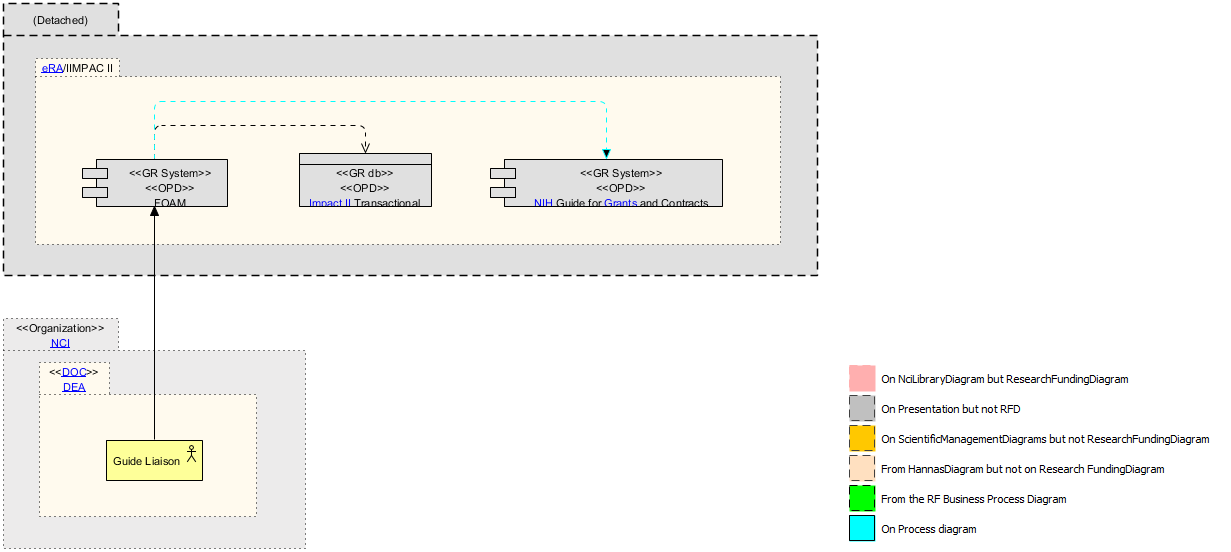 (Detached)
eRA/IIMPAC II
<<GR System>>
<<OPD>>
FOAM
<<GR db>>
<<OPD>>
Impact II Transactional
<<GR System>>
<<OPD>>
NIH Guide for Grants and Contracts
<<Organization>>
NCI
<<DOC>>
DEA
Guide Liaison
On NciLibraryDiagram but ResearchFundingDiagram
On Presentation but not RFD
On ScientificManagementDiagrams but not ResearchFundingDiagram
From HannasDiagram but not on Research FundingDiagram
From the RF Business Process Diagram
On Process diagram